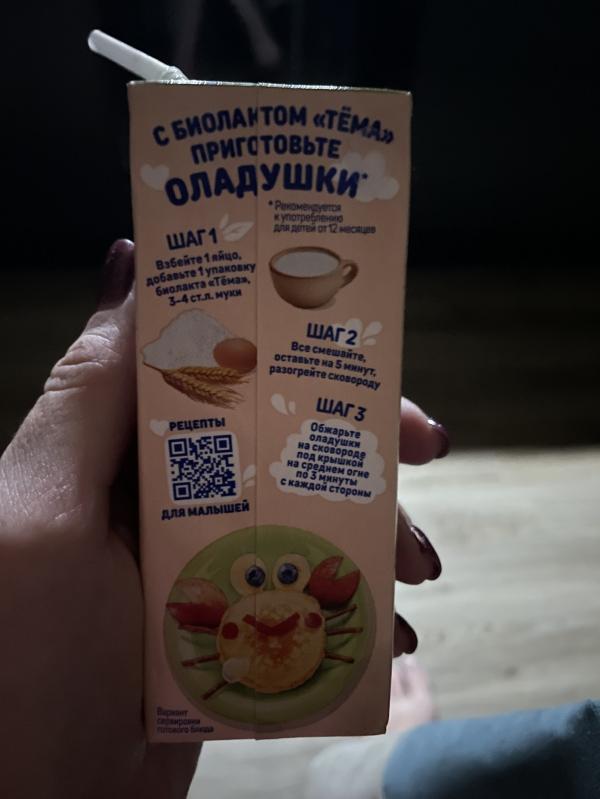 С БИОЛАКТОМ «ТЁМА»
ПРИГОТОВЬТЕ
ОЛАДУШКИ*
* Рекомендуется
к употреблению
для детей от 12 месяцев
ШАГ 1
Взбейте 1 яйцо,
добавьте 1 упаковку
биолакта «Тёма»,
3-4 ст.л. муки
ШАГ 2
Все смешайте,
оставьте на 5 минут,
разогрейте сковороду
ШАГ 3
Обжарьте
оладушки
на сковороде
под крышкой
на среднем огне
по 3 минуты
с каждой стороны
РЕЦЕПТЫ
ДЛЯ МАЛЫШЕЙ
Вариант
сервировки
готового блюда